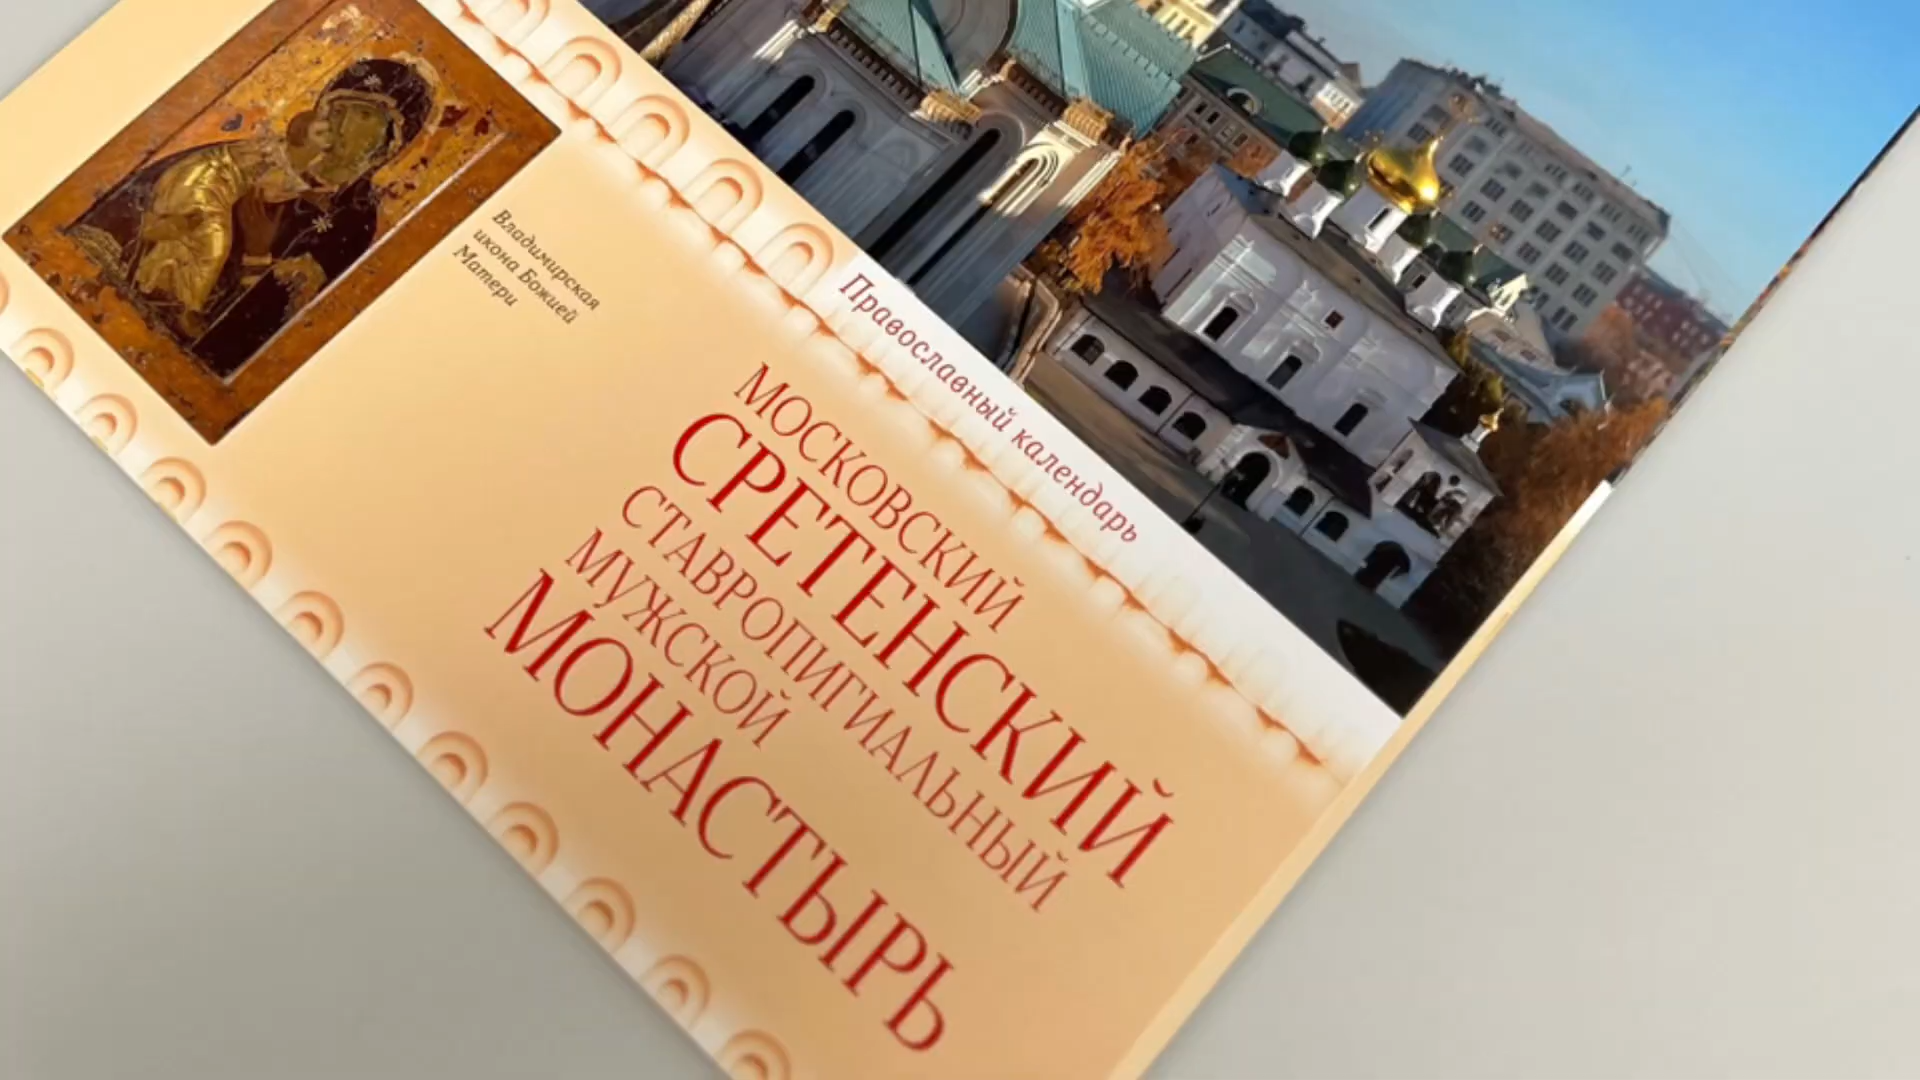 Владимирская
икона Божией
Матери
Православный календарь
МОСКОВСКИЙ
СРЕТЕНСКИЙ
СТАВРОПИГИАЛЬНЫЙ
МУЖСКОЙ
МОНАСТЫРЬ